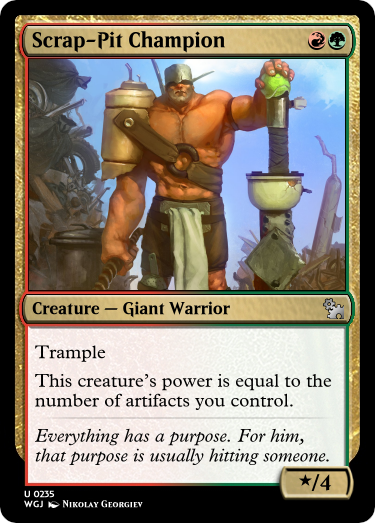 Scrap-Pit Champion
Creature — Giant Warrior
Trample
This creature's power is equal to the
number of artifacts you control.
Everything has a purpose. For him,
that purpose is usually hitting someone.
★/4
U 0235
WGJ Nikolay Georgiev